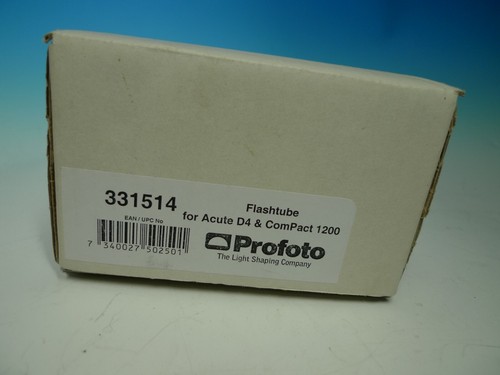 331514
Flashtube
for Acute D4 & ComPact 1200
EAN / UPC No
7 340027 502501
Profoto
The Light Shaping Company